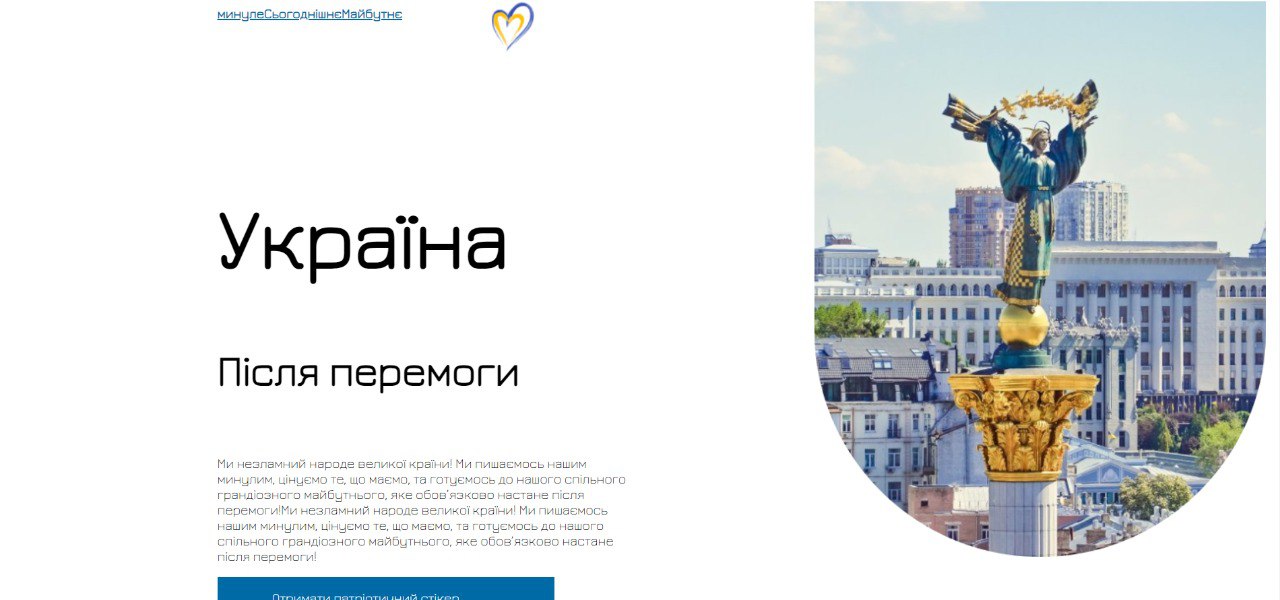 минулеСьогоднішнєМайбутнє
Україна
Після перемоги
Ми незламний народе великої країни! Ми пишаємось нашим
минулим, цінуємо те, що маємо, та готуємось до нашого спільного
грандіозного майбутнього, яке обов'язково настане після
перемоги!Ми незламний народе великої країни! Ми пишаємось
нашим минулим, цінуємо те, що маємо, та готуємось до нашого
спільного грандіозного майбутнього, яке обов'язково настане
після перемоги!
Отримати патріотичний стікер